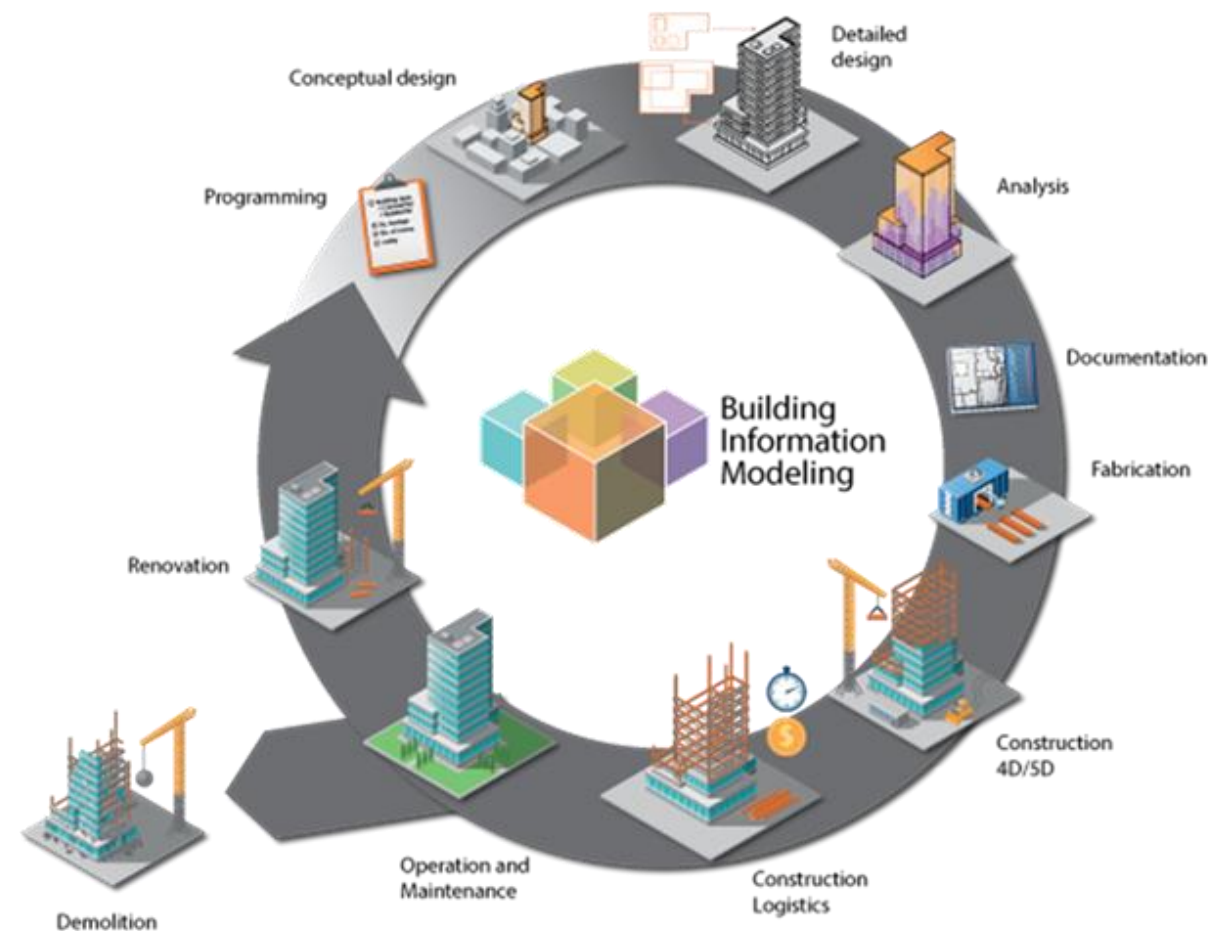 Detailed
design
Conceptual design
Programming
Analysis
Documentation
Building
Information
Modeling
Fabrication
Renovation
Construction
4D/5D
Operation and
Maintenance
Construction
Logistics
Demolition
$